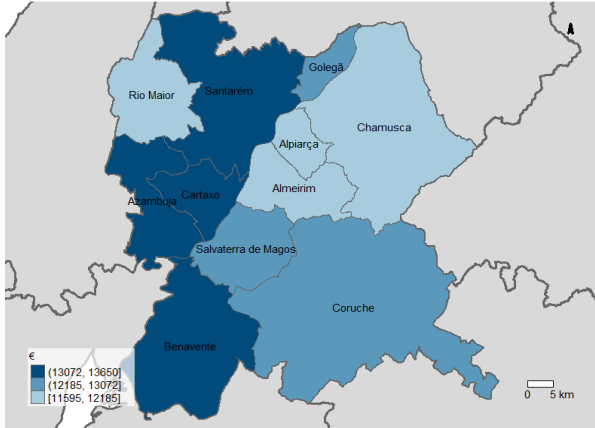 Golegã
Santarém
Rio Maior
Chamusca
Alpiarça
Almeirim
Cartaxo
Azambuja
Salvaterra de Magos
Coruche
Benavente
€
(13072, 13650]
(12185, 13072]
[11595, 12185]
0 5 km